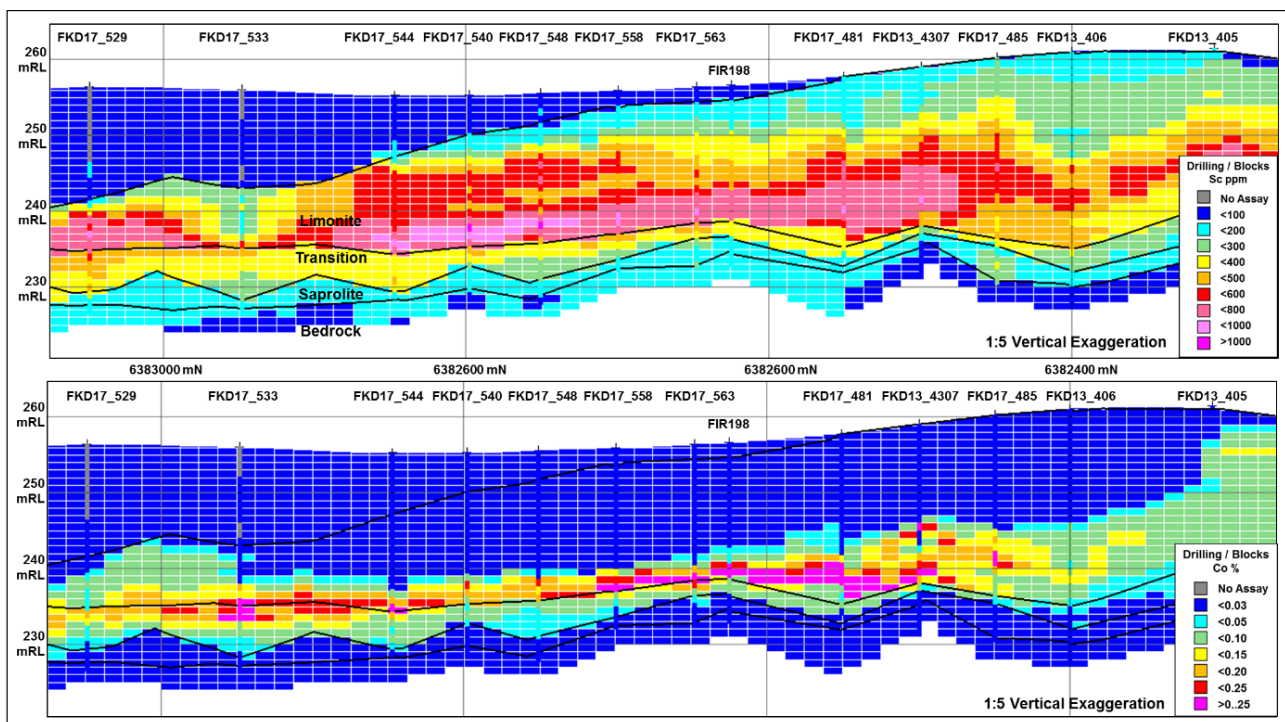 FKD17_529 FKD17_533 FKD17_544 FKD17_540 FKD17_548 FKD17_558 FKD17_563 FKD17_481 FKD13_4307 FKD17_485 FKD13_406 FKD13_405
260
mRL
FIR198
250
mRL
Drilling / Blocks
Sc ppm
No Assay
<100
<200
<300
<400
<500
<600
<800
<1000
>1000
240
mRL
Limonite
Transition
230
mRL
Saprolite
Bedrock
1:5 Vertical Exaggeration
6383000 mN 6382600 mN 6382600 mN 6382400 mN
FKD17_529 FKD17_533 FKD17_544 FKD17_540 FKD17_548 FKD17_558 FKD17_563 FKD17_481 FKD13_4307 FKD17_485 FKD13_406 FKD13_405
260
mRL
FIR198
250
mRL
240
mRL
Drilling / Blocks
Co %
No Assay
<0.03
<0.05
<0.10
<0.15
<0.20
<0.25
>0..25
230
mRL
1:5 Vertical Exaggeration